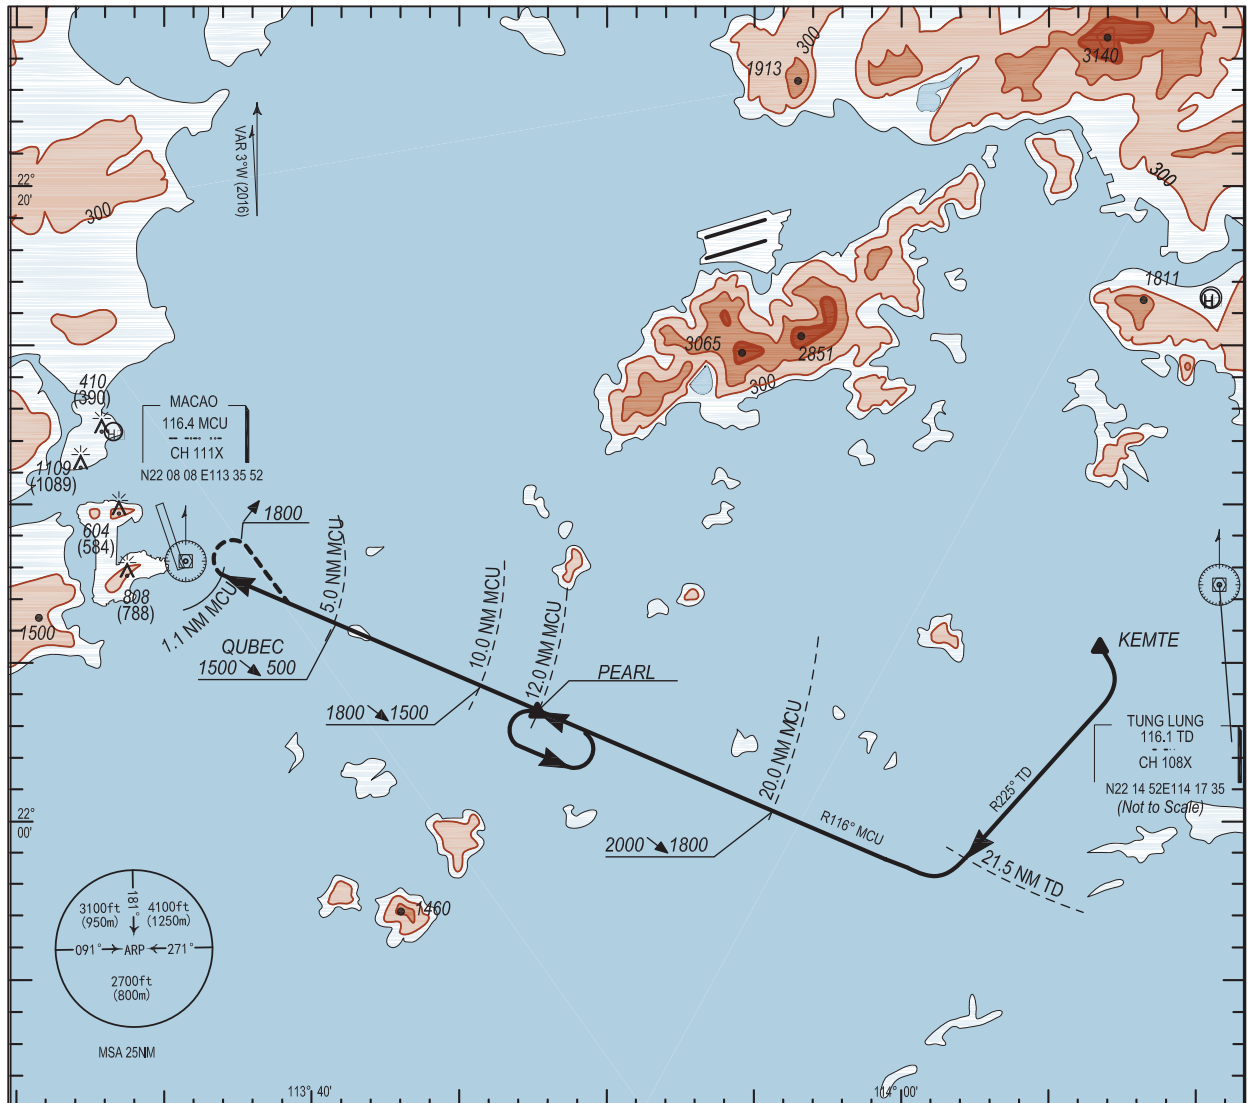 300
1913
3140
VAR 3°W (2016)
22°
20'
300
300
1811
H
3065
2851
300
410
(390)
H
MACAO
116.4 MCU
CH 111X
N22 08 08 E113 35 52
1109
(1089)
604
(584)
1800
5.0 NM MCU
808
(788)
1.1 NM MCU
1500
QUBEC
1500 500
10.0 NM MCU
12.0 NM MCU
PEARL
1800 1500
KEMTE
TUNG LUNG
116.1 TD
CH 108X
N22 14 52E114 17 35
(Not to Scale)
20.0 NM MCU
R225° TD
22°
00'
R116° MCU
2000 1800
21.5 NM TD
1460
181°
3100ft
(950m)
4100ft
(1250m)
091° ARP 271°
2700ft
(800m)
MSA 25NM
113° 40'
114° 00'